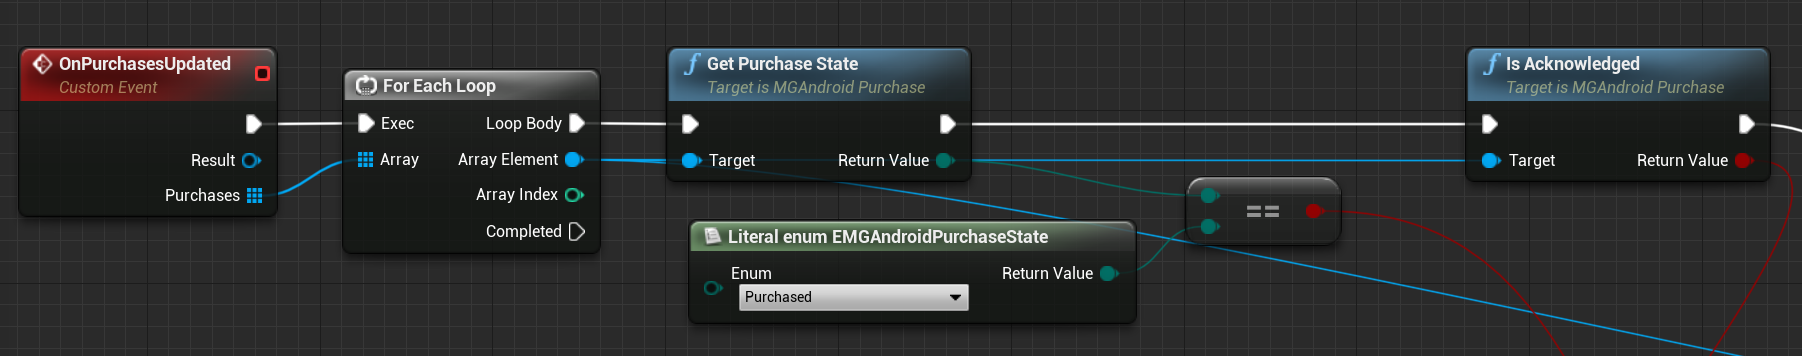 OnPurchasesUpdated
Custom Event
Result
Purchases
For Each Loop
Exec
Loop Body
Array
Array Element
Array Index
Completed
Get Purchase State
Target is MGAndroid Purchase
Target
Return Value
Literal enum EMGAndroidPurchaseState
Enum
Return Value
Purchased
==
Is Acknowledged
Target is MGAndroid Purchase
Target
Return Value